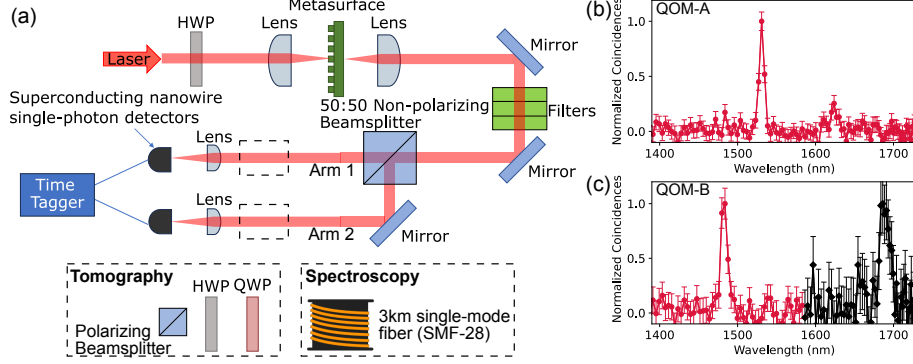 (a)
HWP
Lens
Metasurface
Mirror
Laser
Superconducting nanowire
single-photon detectors
50:50 Non-polarizing
Beamsplitter
Filters
Lens
Arm 1
Mirror
Time
Tagger
Lens
Arm 2
Mirror
Tomography
HWP QWP
Polarizing
Beamsplitter
Spectroscopy
3km single-mode
fiber (SMF-28)
(b)
QOM-A
Normalized Coincidences
1.0
0.5
0.0
1400 1500 1600 1700
Wavelength (nm)
(c)
QOM-B
Normalized Coincidences
1.0
0.5
0.0
1400 1500 1600 1700
Wavelength (nm)